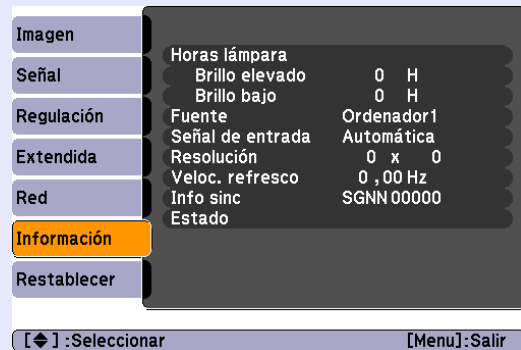 Imagen
Señal
Regulación
Extendida
Red
Información
Restablecer
Horas lámpara
Brillo elevado 0 H
Brillo bajo 0 H
Fuente Ordenador1
Señal de entrada Automática
Resolución 0 x 0
Veloc. refresco 0 ,00 Hz
Info sinc SGNN 00000
Estado
[◆] :Seleccionar [Menu]:Salir